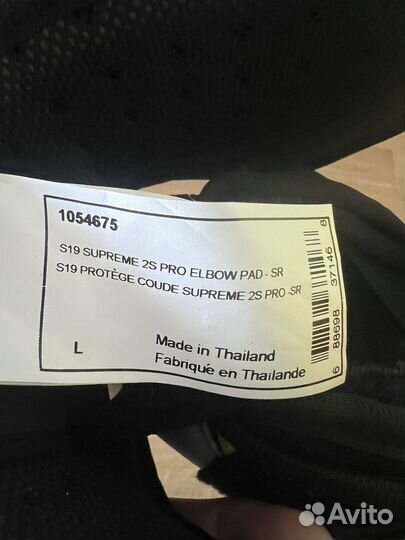 1054675
S19 SUPREME 2S PRO ELBOW PAD - SR
S19 PROTÈGE COUDE SUPREME 2S PRO -SR
L
Made in Thailand
Fabriqué en Thaïlande
6 88698 37146 8
Avito